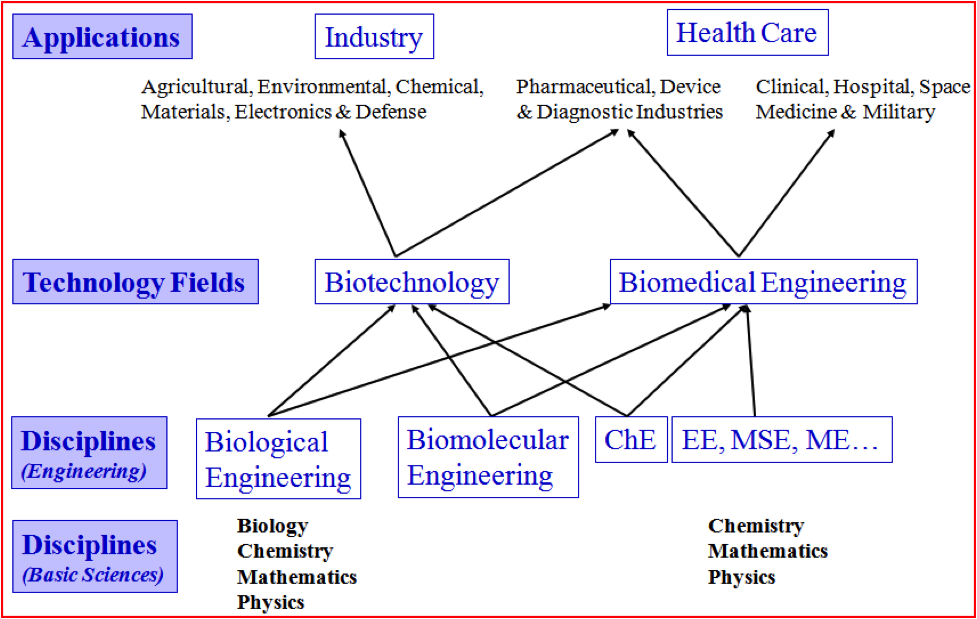 Applications
Industry
Health Care
Agricultural, Environmental, Chemical,
Materials, Electronics & Defense
Pharmaceutical, Device
& Diagnostic Industries
Clinical, Hospital, Space
Medicine & Military
Technology Fields
Biotechnology
Biomedical Engineering
Disciplines
(Engineering)
Biological
Engineering
Biomolecular
Engineering
ChE
EE, MSE, ME…
Disciplines
(Basic Sciences)
Biology
Chemistry
Mathematics
Physics
Chemistry
Mathematics
Physics